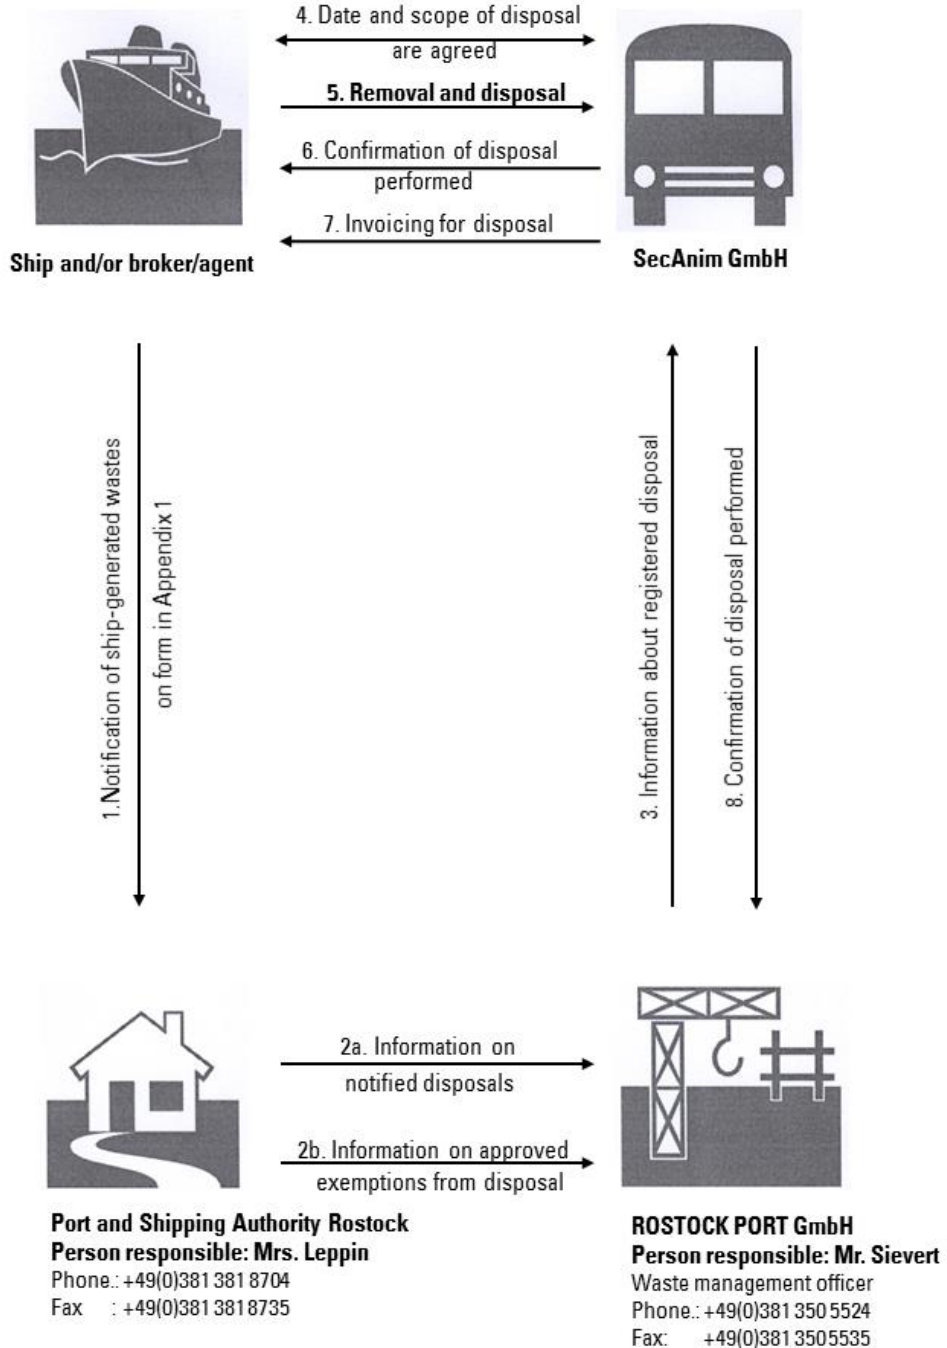 4. Date and scope of disposal
are agreed
5. Removal and disposal
6. Confirmation of disposal
performed
7. Invoicing for disposal
Ship and/or broker/agent
SecAnim GmbH
1.Notification of ship-generated wastes
on form in Appendix 1
3. Information about registered disposal
8. Confirmation of disposal performed
2a. Information on
notified disposals
2b. Information on approved
exemptions from disposal
Port and Shipping Authority Rostock
Person responsible: Mrs. Leppin
Phone.: +49(0)381 381 8704
Fax : +49(0)381 381 8735
ROSTOCK PORT GmbH
Person responsible: Mr. Sievert
Waste management officer
Phone.: +49(0)381 350 5524
Fax: +49(0)381 350 5535